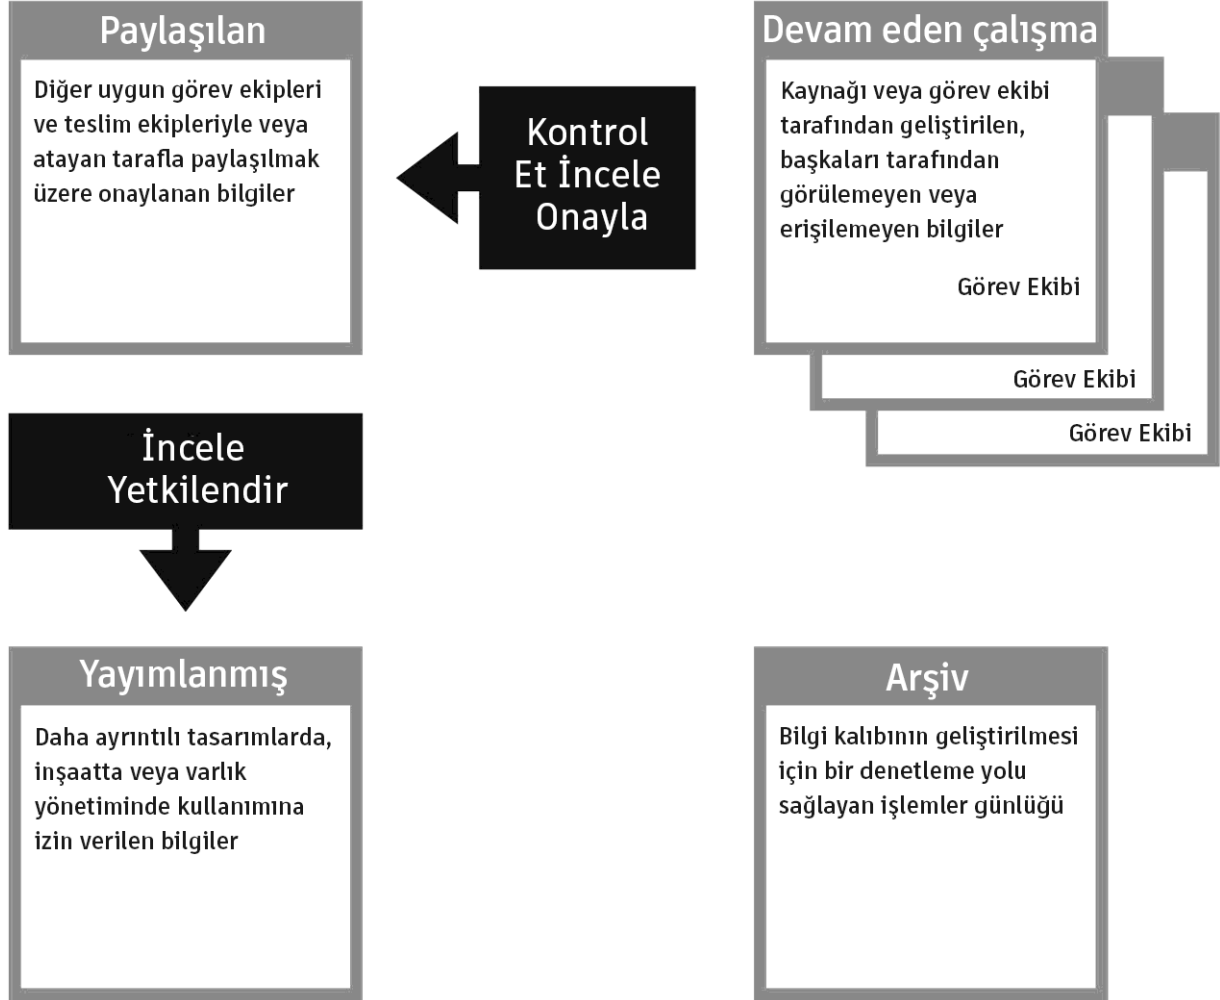 Paylaşılan
Diğer uygun görev ekipleri
ve teslim ekipleriyle veya
atayan tarafla paylaşılmak
üzere onaylanan bilgiler
Kontrol
Et İncele
Onayla
Devam eden çalışma
Kaynağı veya görev ekibi
tarafından geliştirilen,
başkaları tarafından
görülemeyen veya
erişilemeyen bilgiler
Görev Ekibi
Görev Ekibi
Görev Ekibi
İncele
Yetkilendir
Yayımlanmış
Daha ayrıntılı tasarımlarda,
inşaatta veya varlık
yönetiminde kullanımına
izin verilen bilgiler
Arşiv
Bilgi kalıbının geliştirilmesi
için bir denetleme yolu
sağlayan işlemler günlüğü